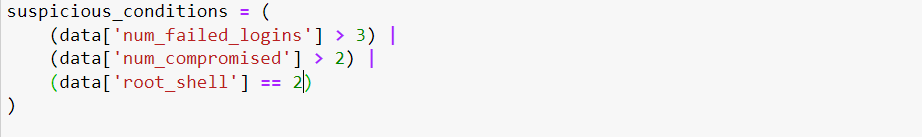 suspicious_conditions = (
    (data['num_failed_logins'] > 3) |
    (data['num_compromised'] > 2) |
    (data['root_shell'] == 2)
)